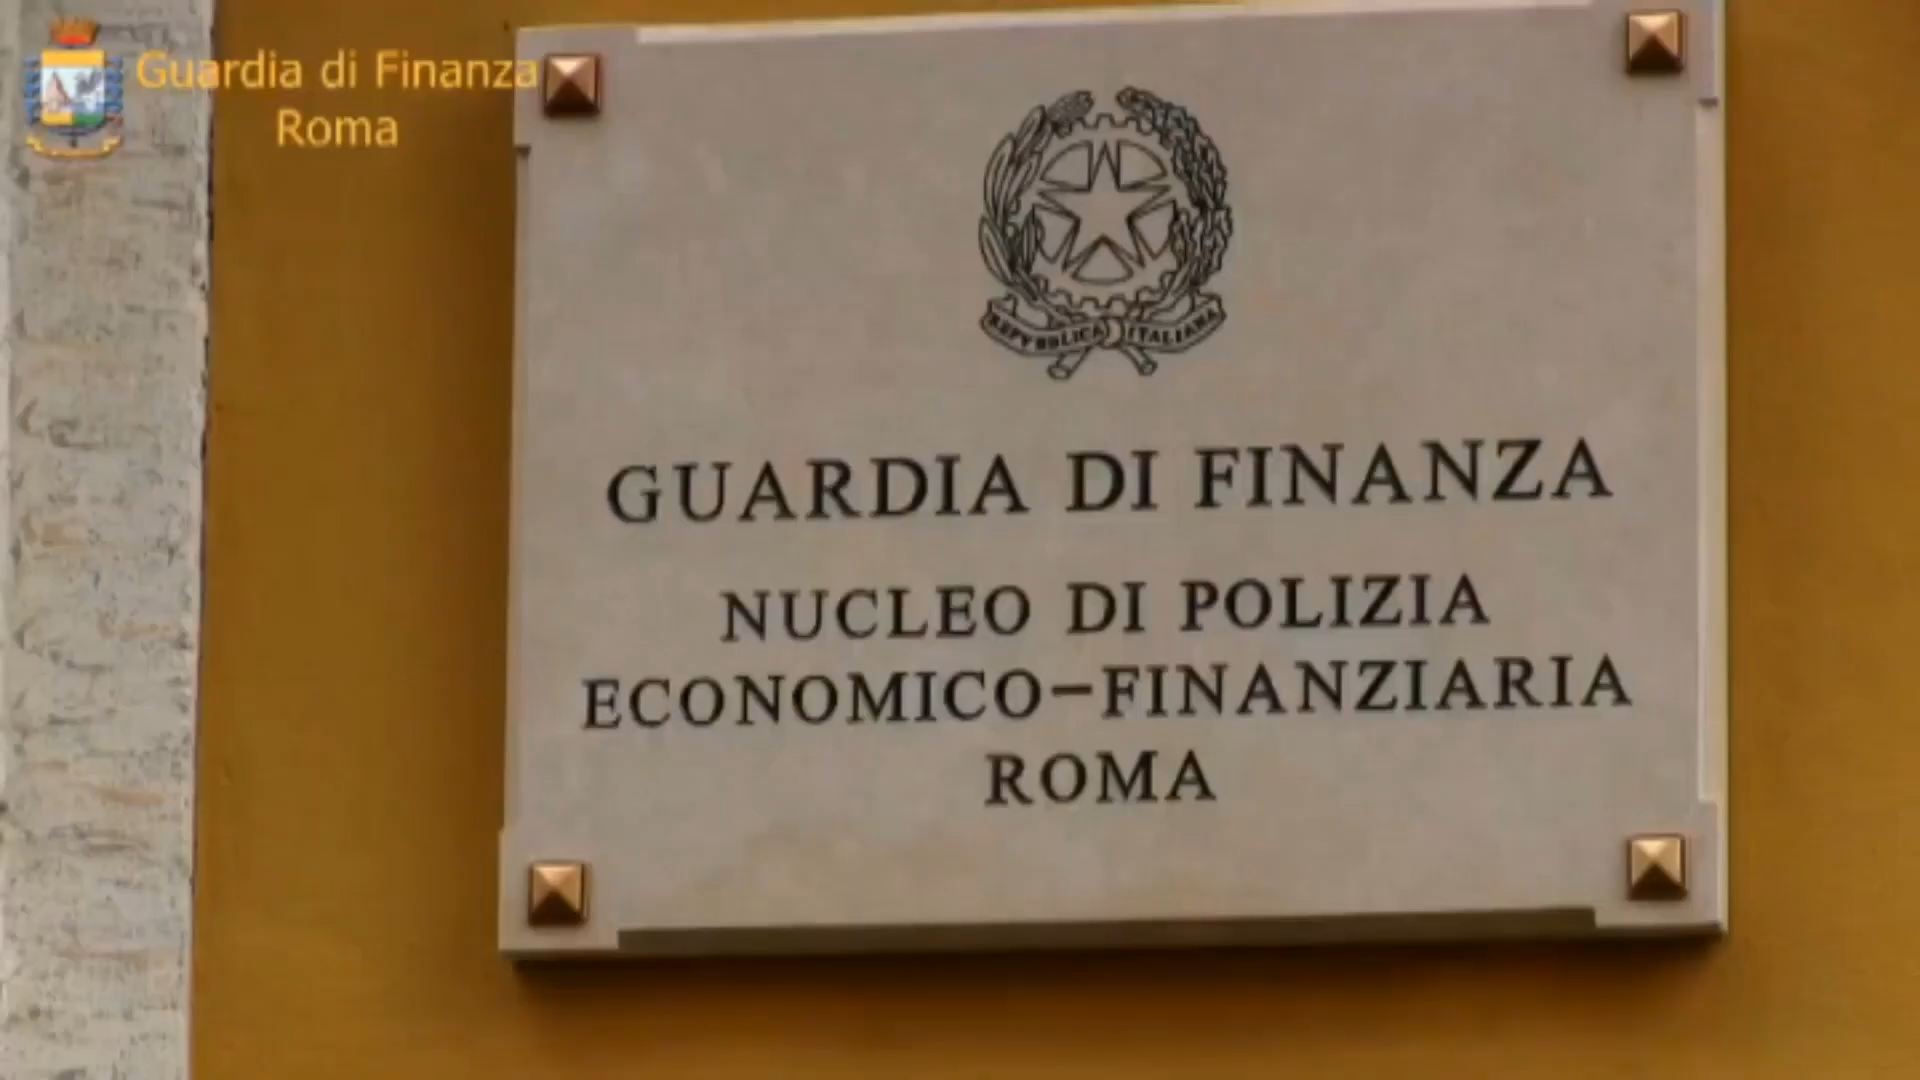 Guardia di Finanza
Roma
REPVBBLICA ITALIANA
GUARDIA DI FINANZA
NUCLEO DI POLIZIA
ECONOMICO-FINANZIARIA
ROMA